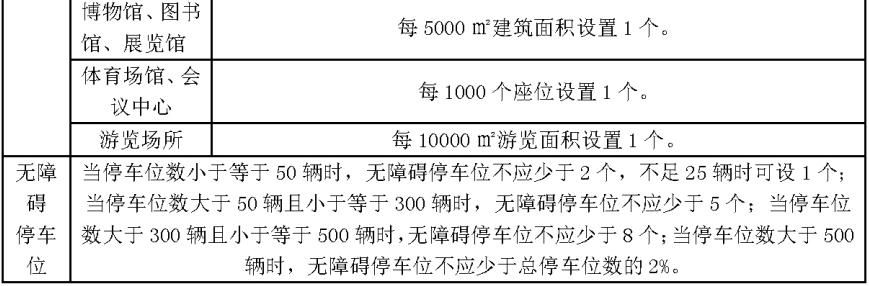 博物馆、图书
馆、展览馆
每 5000 ㎡建筑面积设置 1 个。
体育场馆、会
议中心
每 1000 个座位设置 1 个。
游览场所
每 10000 ㎡游览面积设置 1 个。
无障
碍
停车
位
当停车位数小于等于 50 辆时，无障碍停车位不应少于 2 个，不足 25 辆时可设 1 个；
当停车位数大于 50 辆且小于等于 300 辆时，无障碍停车位不应少于 5 个；当停车位
数大于 300 辆且小于等于 500 辆时，无障碍停车位不应少于 8 个；当停车位数大于 500
辆时，无障碍停车位不应少于总停车位数的 2%。